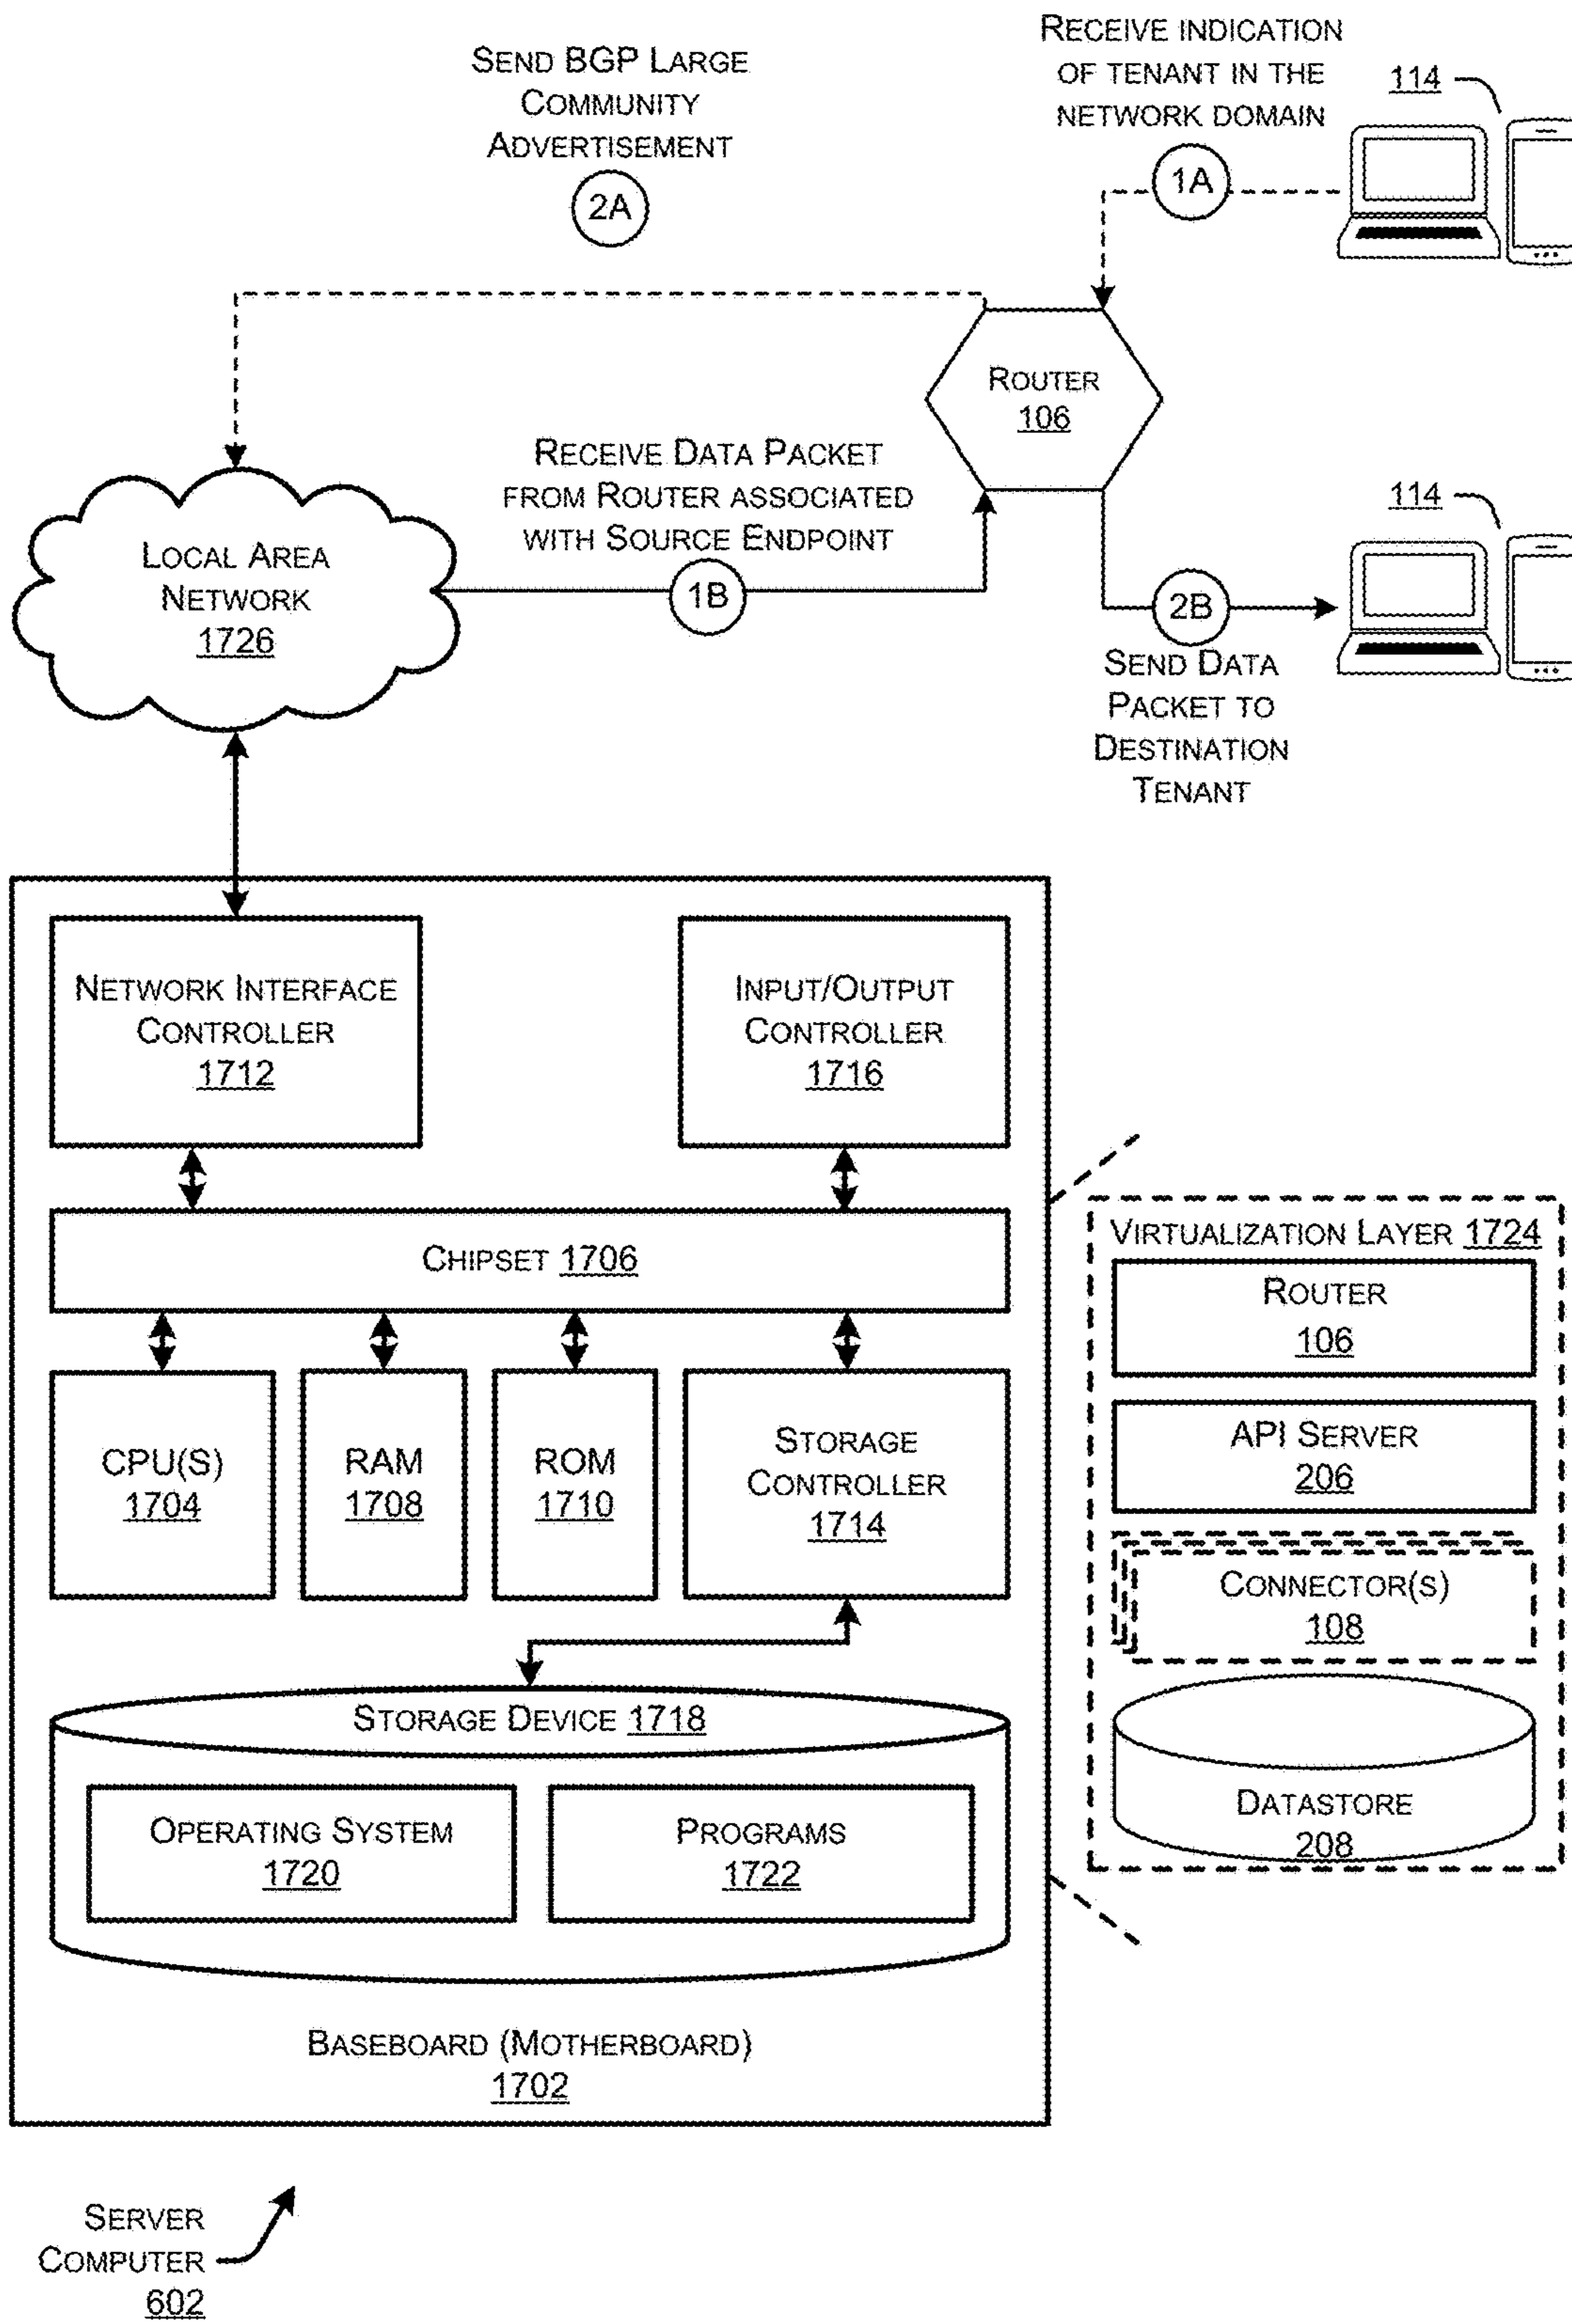 SEND BGP LARGE
COMMUNITY
ADVERTISEMENT
2A
RECEIVE INDICATION
OF TENANT IN THE
NETWORK DOMAIN
1A
114
ROUTER
106
RECEIVE DATA PACKET
FROM ROUTER ASSOCIATED
WITH SOURCE ENDPOINT
1B
LOCAL AREA
NETWORK
1726
114
2B
SEND DATA
PACKET TO
DESTINATION
TENANT
NETWORK INTERFACE
CONTROLLER
1712
INPUT/OUTPUT
CONTROLLER
1716
CHIPSET 1706
CPU(S)
1704
RAM
1708
ROM
1710
STORAGE
CONTROLLER
1714
STORAGE DEVICE 1718
OPERATING SYSTEM
1720
PROGRAMS
1722
BASEBOARD (MOTHERBOARD)
1702
VIRTUALIZATION LAYER 1724
ROUTER
106
API SERVER
206
CONNECTOR(S)
108
DATASTORE
208
SERVER
COMPUTER
602